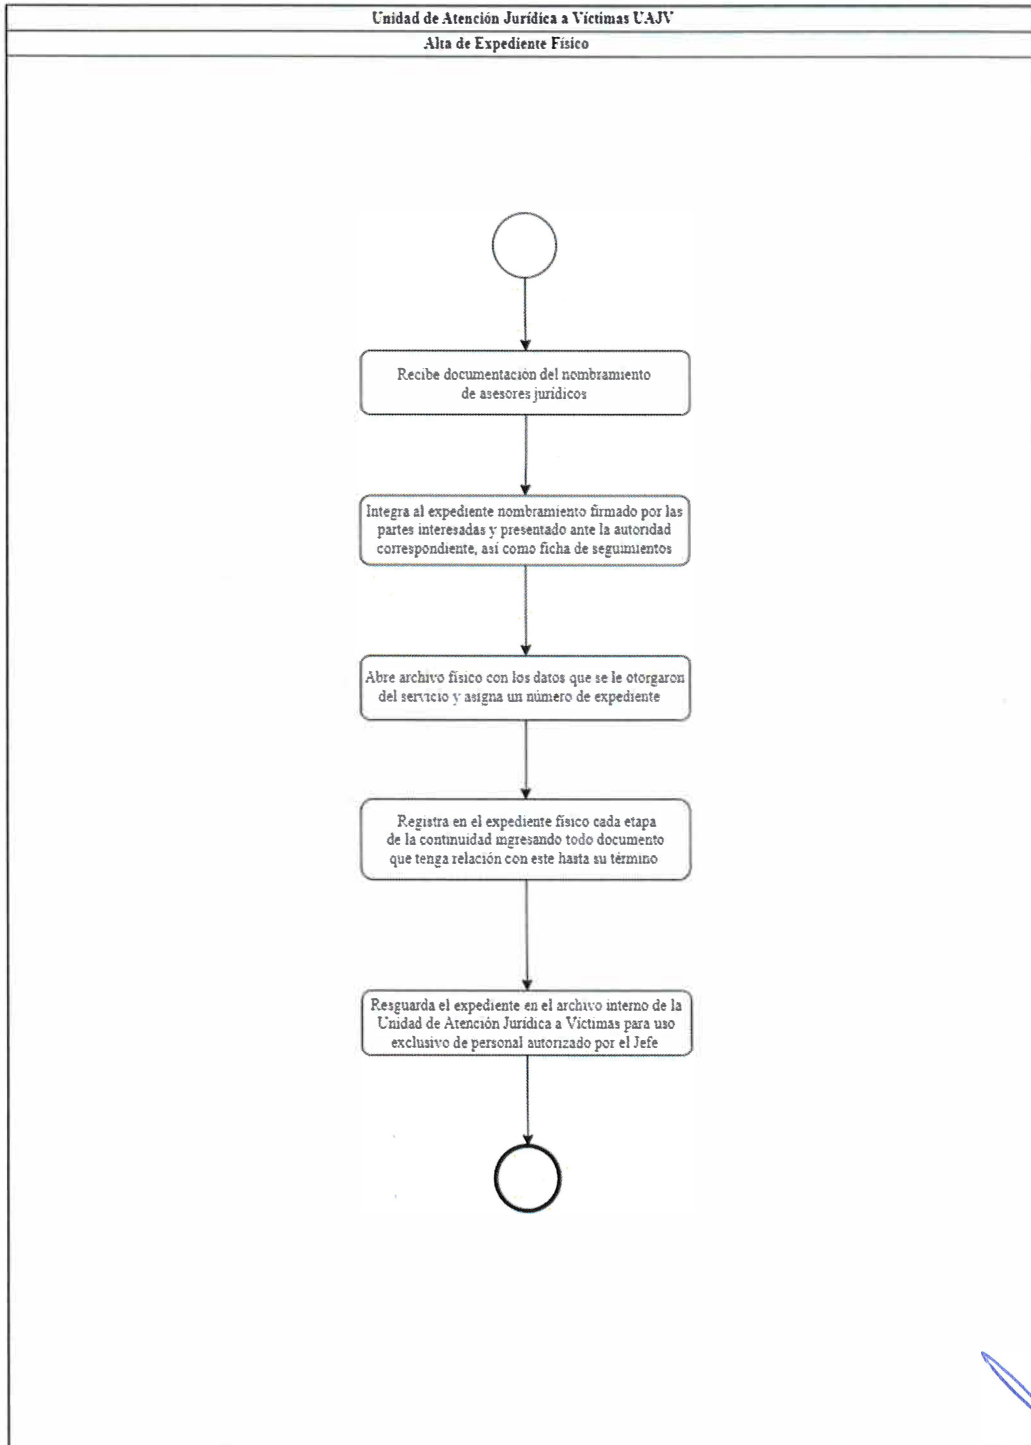 Unidad de Atención Jurídica a Víctimas UAJV
Alta de Expediente Físico
Recibe documentación del nombramiento
de asesores jurídicos
Integra al expediente nombramiento firmado por las
partes interesadas y presentado ante la autoridad
correspondiente, así como ficha de seguimientos
Abre archivo físico con los datos que se le otorgaron
del servicio y asigna un número de expediente
Registra en el expediente físico cada etapa
de la continuidad ingresando todo documento
que tenga relación con este hasta su término
Resguarda el expediente en el archivo interno de la
Unidad de Atención Jurídica a Víctimas para uso
exclusivo de personal autorizado por el Jefe